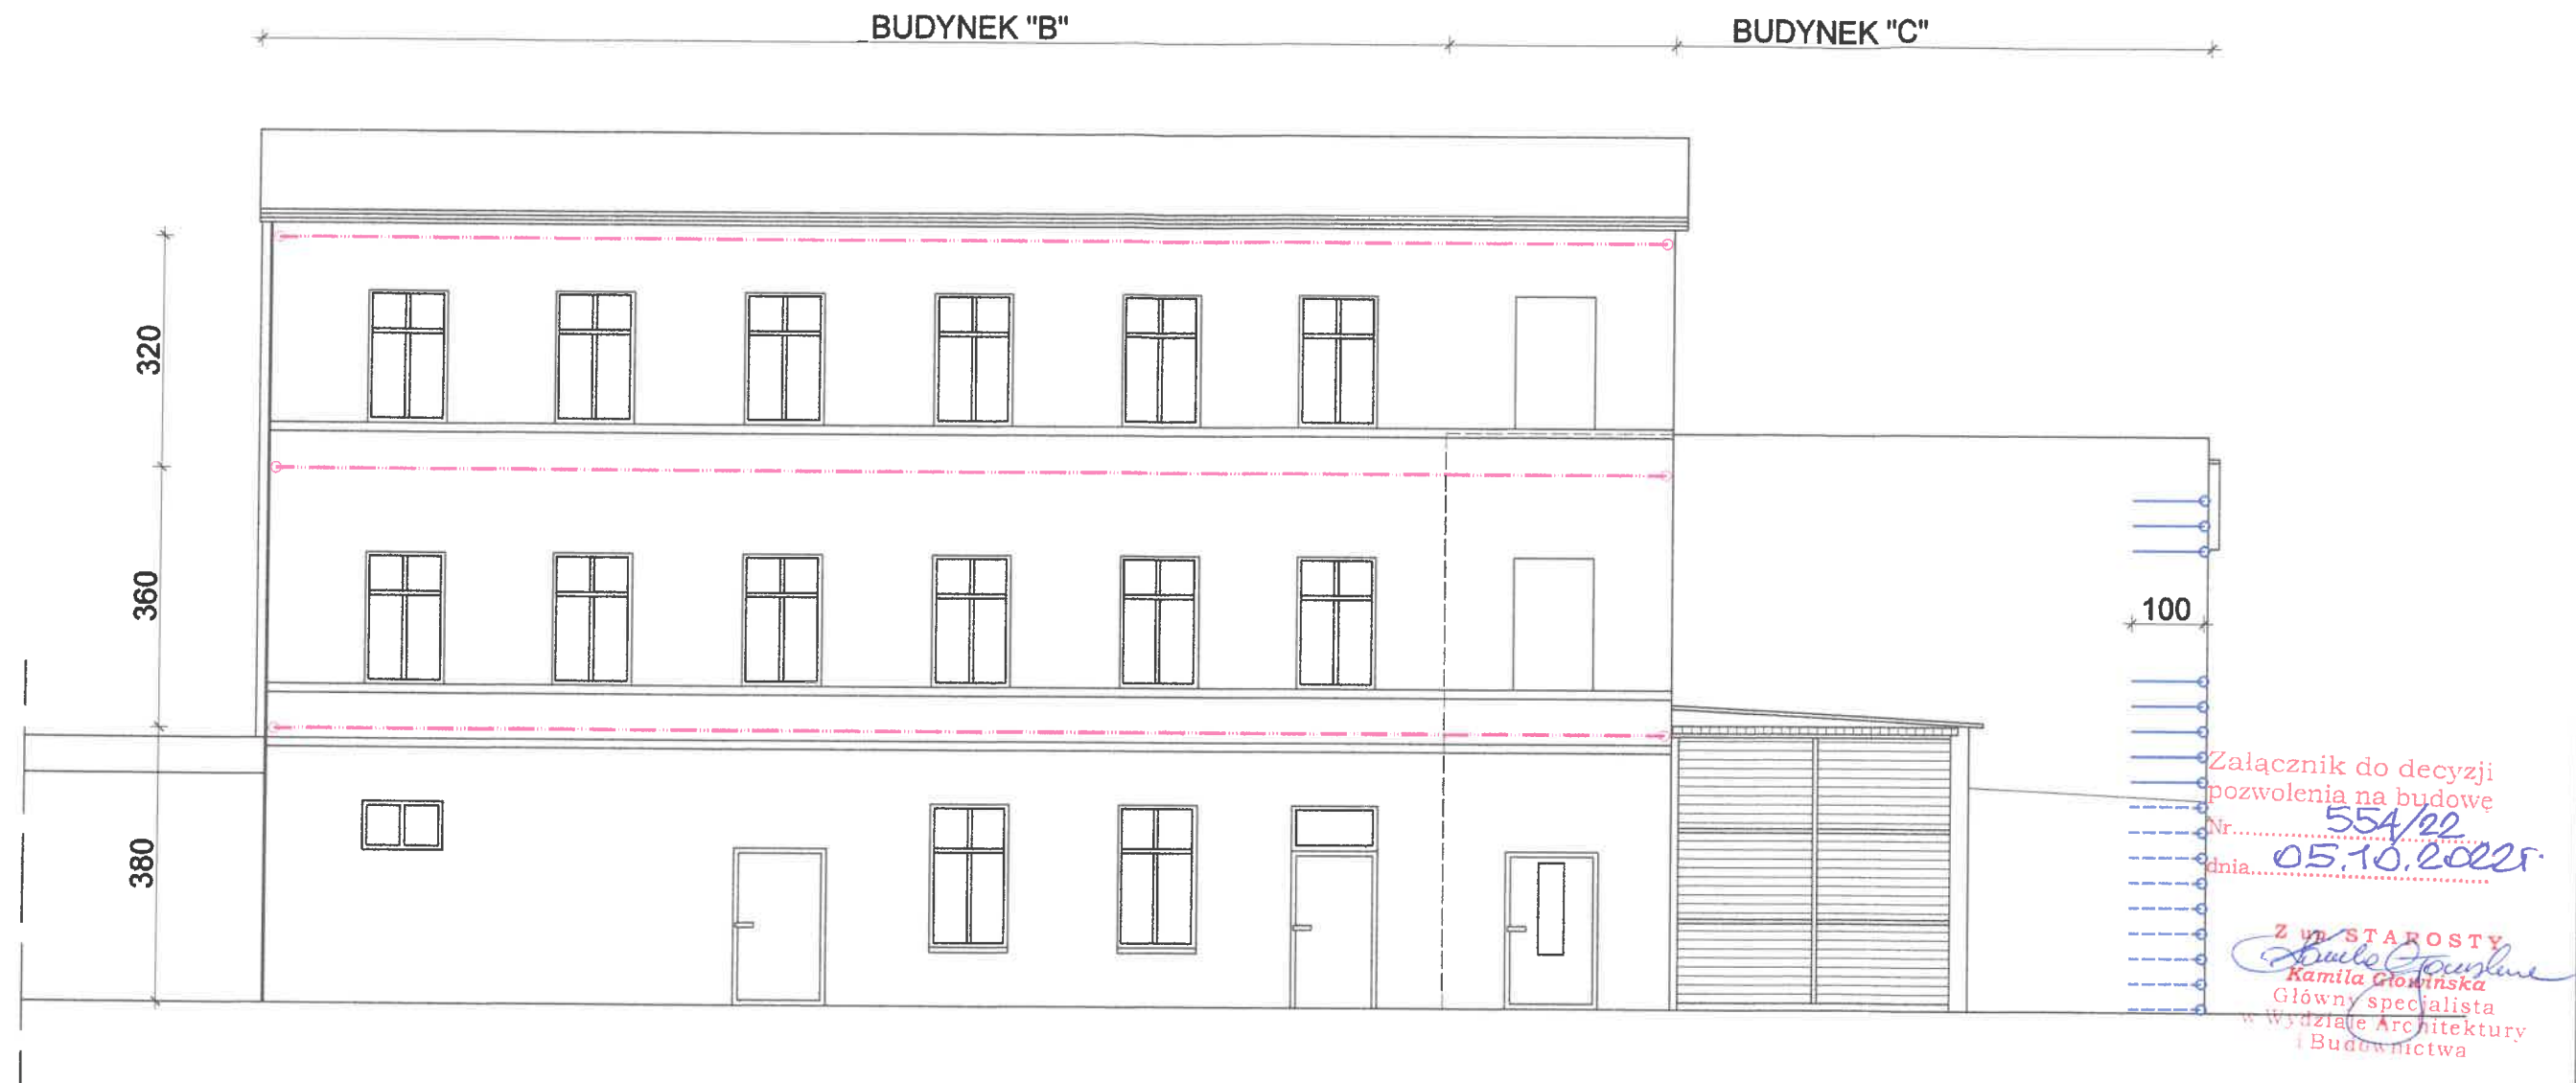 BUDYNEK "B"
BUDYNEK "C"
320
360
380
100
Załącznik do decyzji
pozwolenia na budowę
Nr. 554/22
dnia 05.10.2022r.
Z up. STAROSTY
Kamila Głowińska
Główny specjalista
w Wydziale Architektury
i Budownictwa